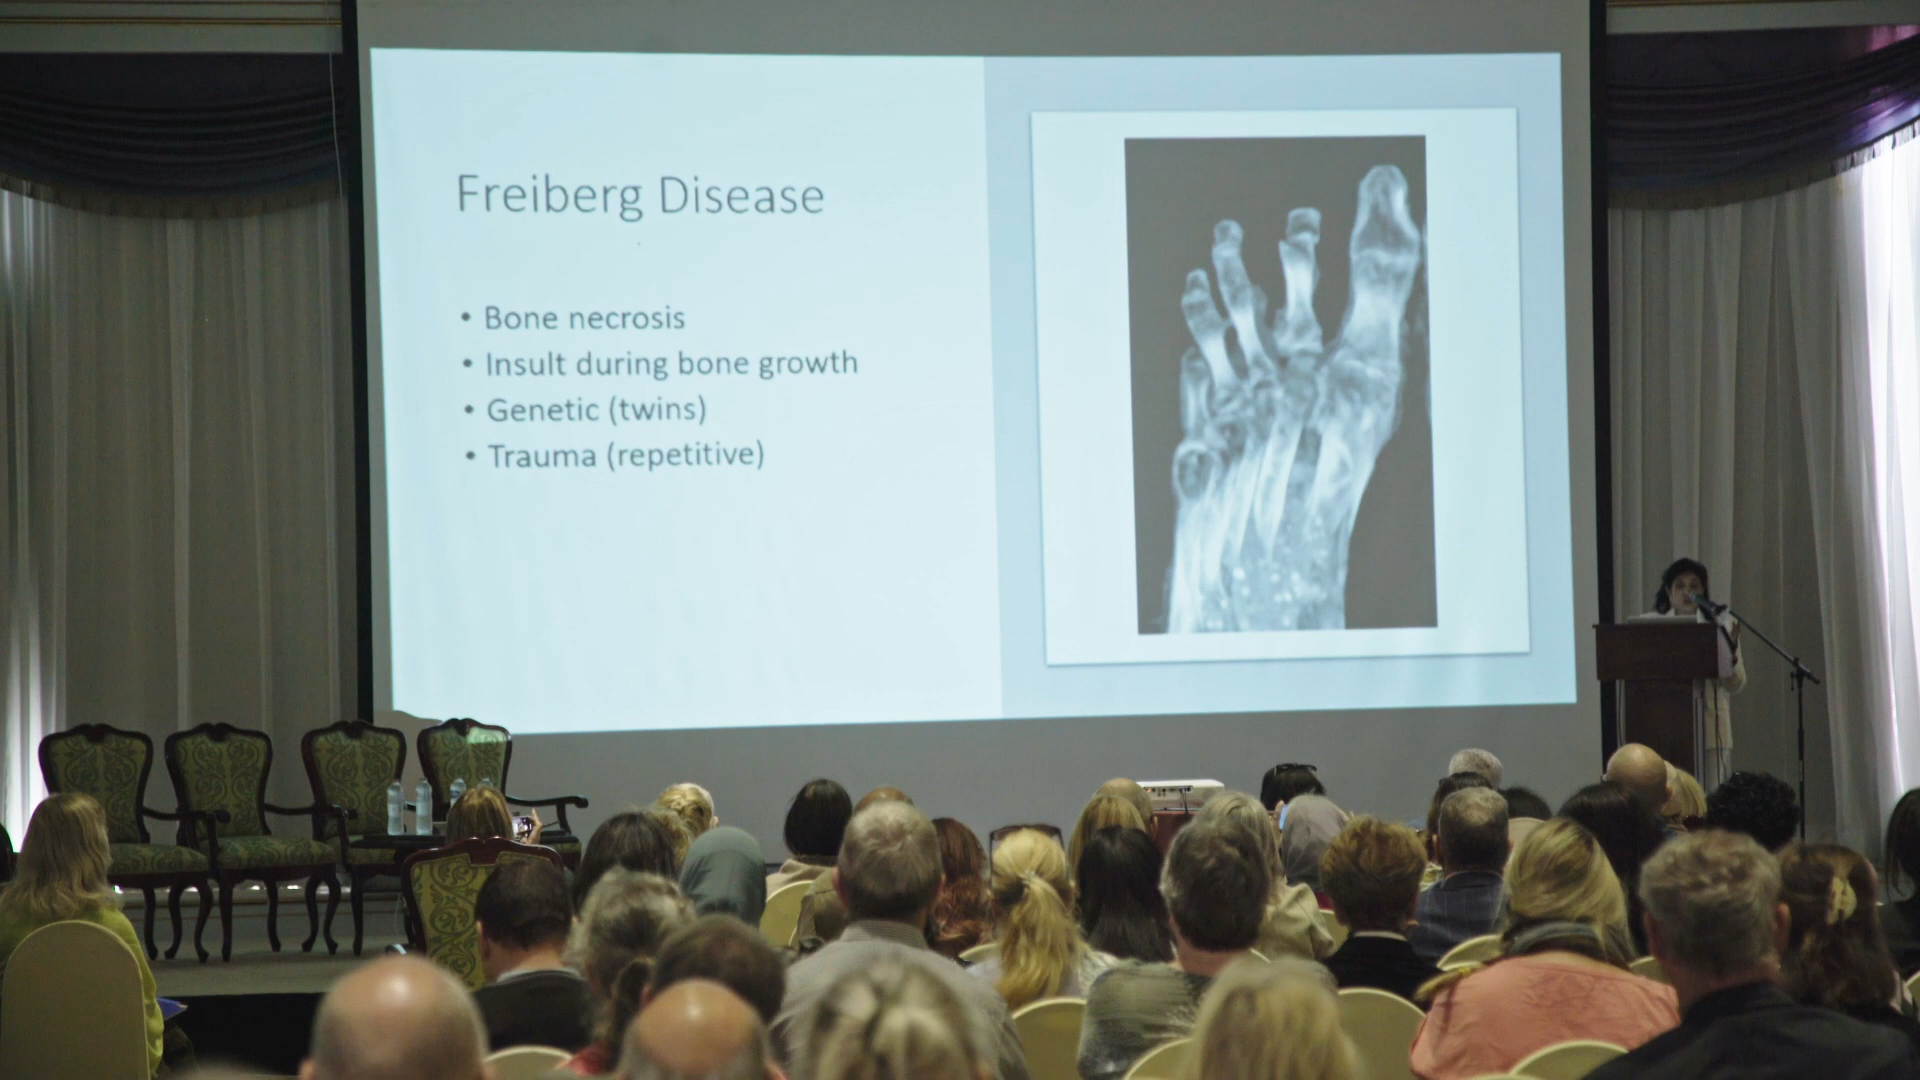 Freiberg Disease
• Bone necrosis
• Insult during bone growth
• Genetic (twins)
• Trauma (repetitive)